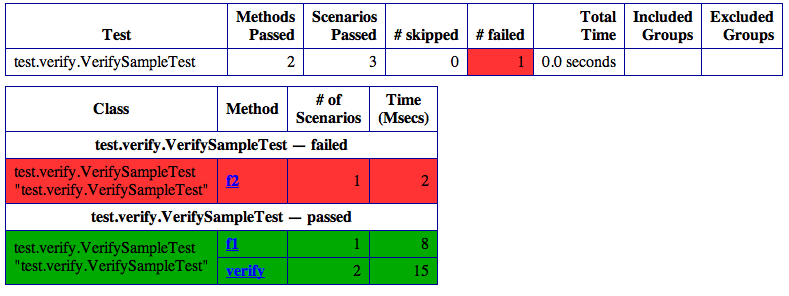 Test Methods Passed Scenarios Passed # skipped # failed Total Time Included Groups Excluded Groups
test.verify.VerifySampleTest 2 3 0 1 0.0 seconds
Class Method # of Scenarios Time (Msecs)
test.verify.VerifySampleTest — failed
test.verify.VerifySampleTest
"test.verify.VerifySampleTest" f2 1 2
test.verify.VerifySampleTest — passed
test.verify.VerifySampleTest
"test.verify.VerifySampleTest" f1 1 8
verify 2 15